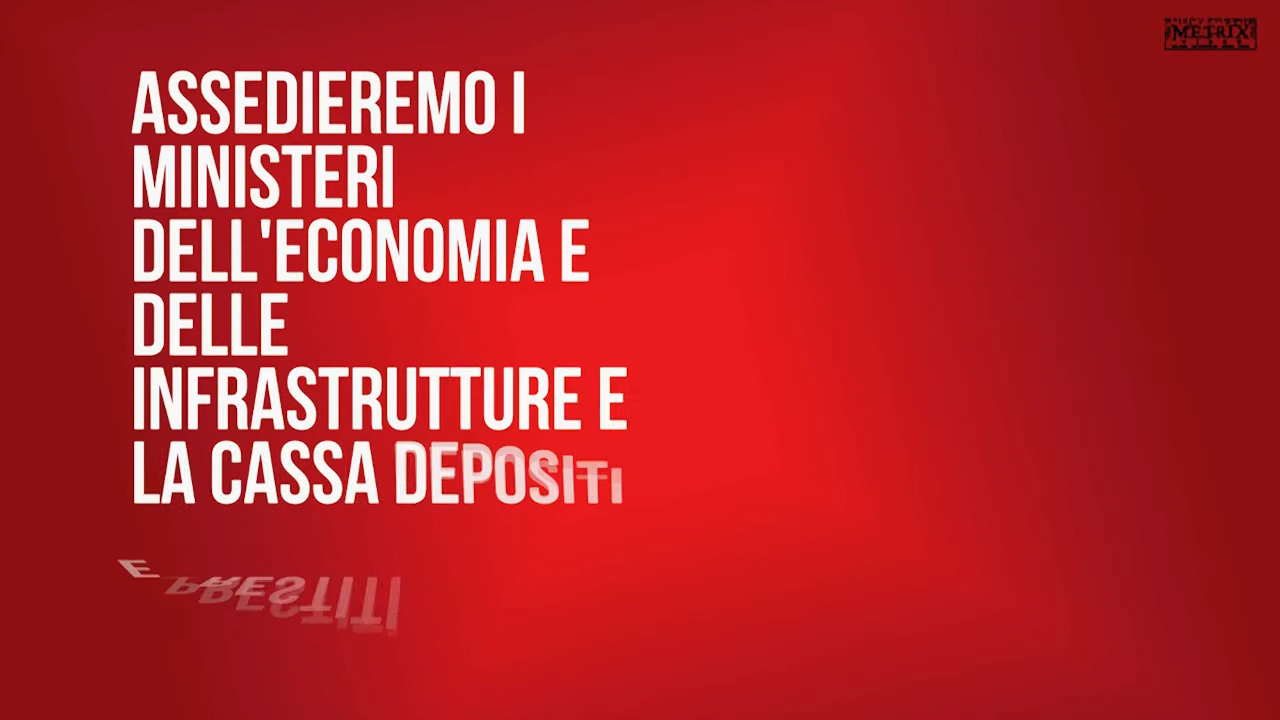 METRIX
ASSEDIEREMO I
MINISTERI
DELL'ECONOMIA E
DELLE
INFRASTRUTTURE E
LA CASSA DEPOSITI
E PRESTITI